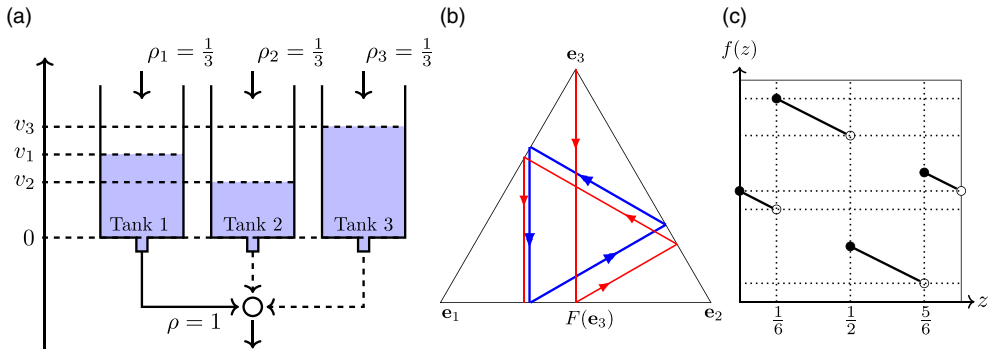 (a)
ρ₁ = 1/3
ρ₂ = 1/3
ρ₃ = 1/3
v₃
v₁
v₂
0
Tank 1
Tank 2
Tank 3
ρ = 1
(b)
e₃
e₁
F(e₃)
e₂
(c)
f(z)
z
1/6
1/2
5/6